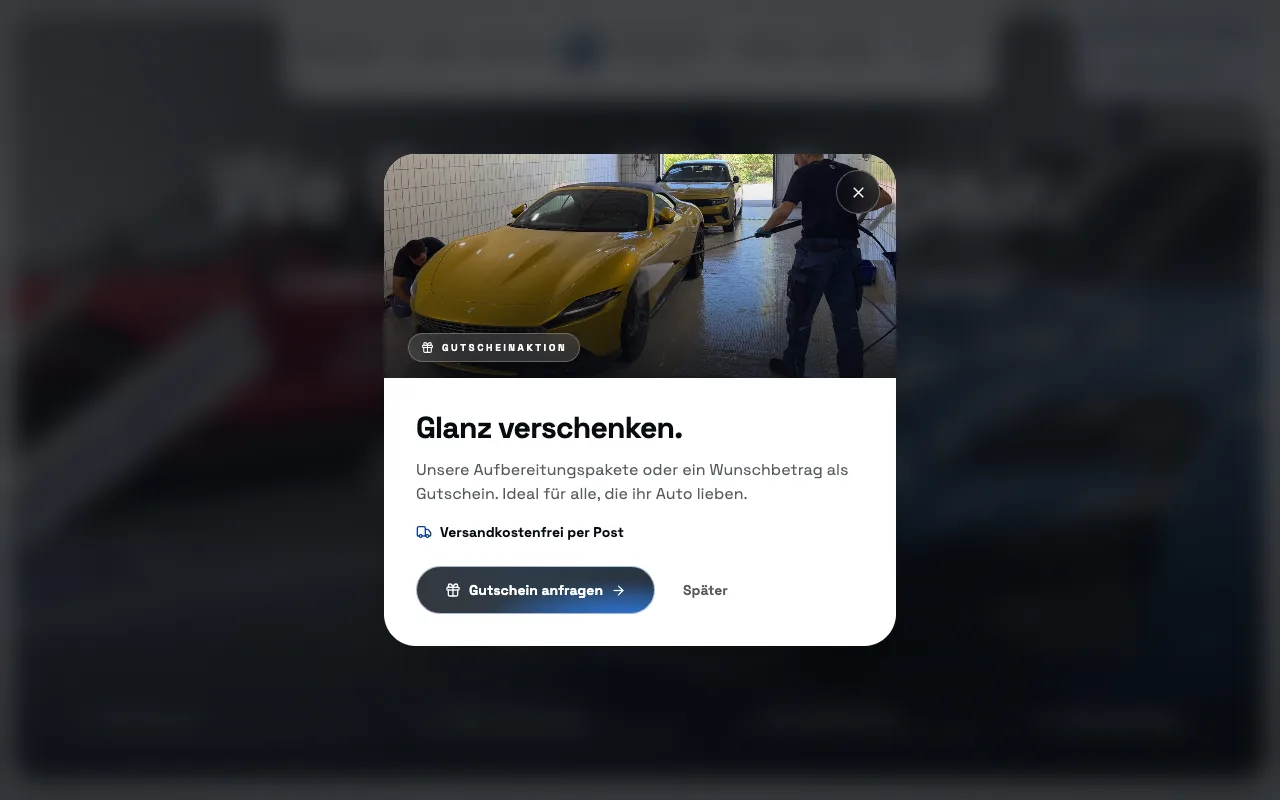 GUTSCHEINAKTION
Glanz verschenken.
Unsere Aufbereitungspakete oder ein Wunschbetrag als
Gutschein. Ideal für alle, die ihr Auto lieben.
Versandkostenfrei per Post
Gutschein anfragen
Später